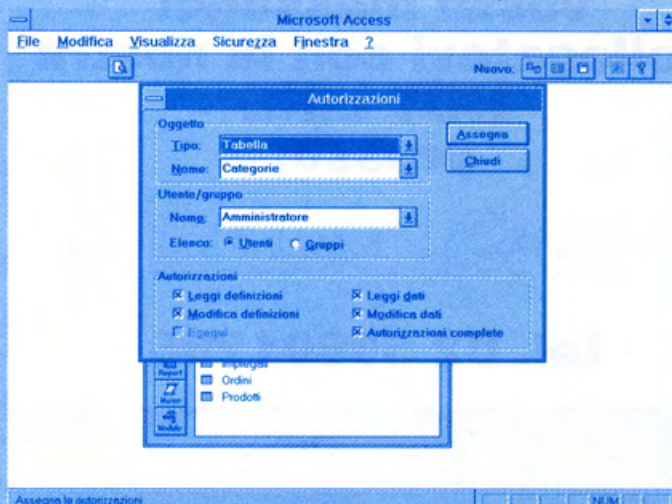 Microsoft Access
File Modifica Visualizza Sicurezza Finestra ?
Nuovo:
Autorizzazioni
Oggetto
Tipo: Tabella
Nome: Categorie
Assegna
Chiudi
Utente/gruppo
Nome: Amministratore
Elenco: Utenti Gruppi
Autorizzazioni
Leggi definizioni Leggi dati
Modifica definizioni Modifica dati
Esegui Autorizzazioni complete
Report
Impiegati
Ordini
Macro
Prodotti
Modulo
Assegna le autorizzazioni NUM